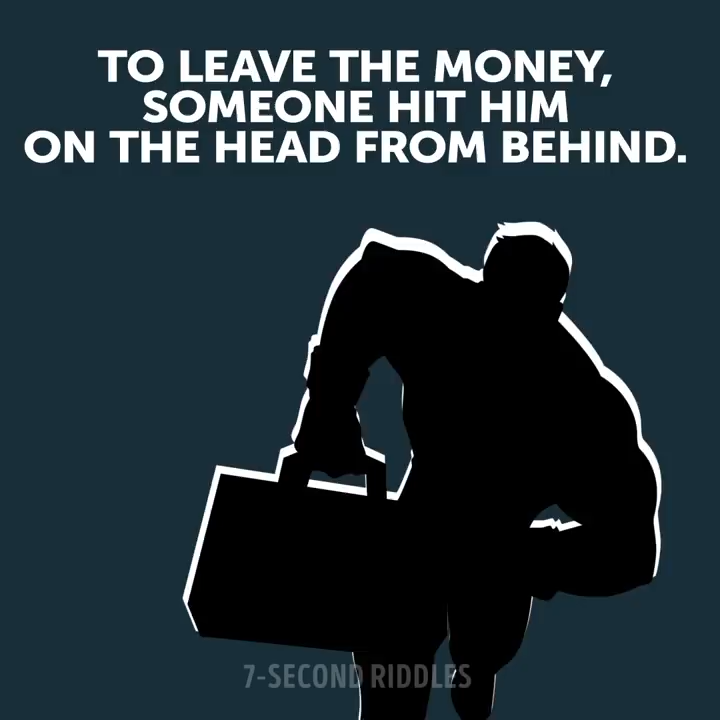 TO LEAVE THE MONEY,
SOMEONE HIT HIM
ON THE HEAD FROM BEHIND.
7-SECOND RIDDLES